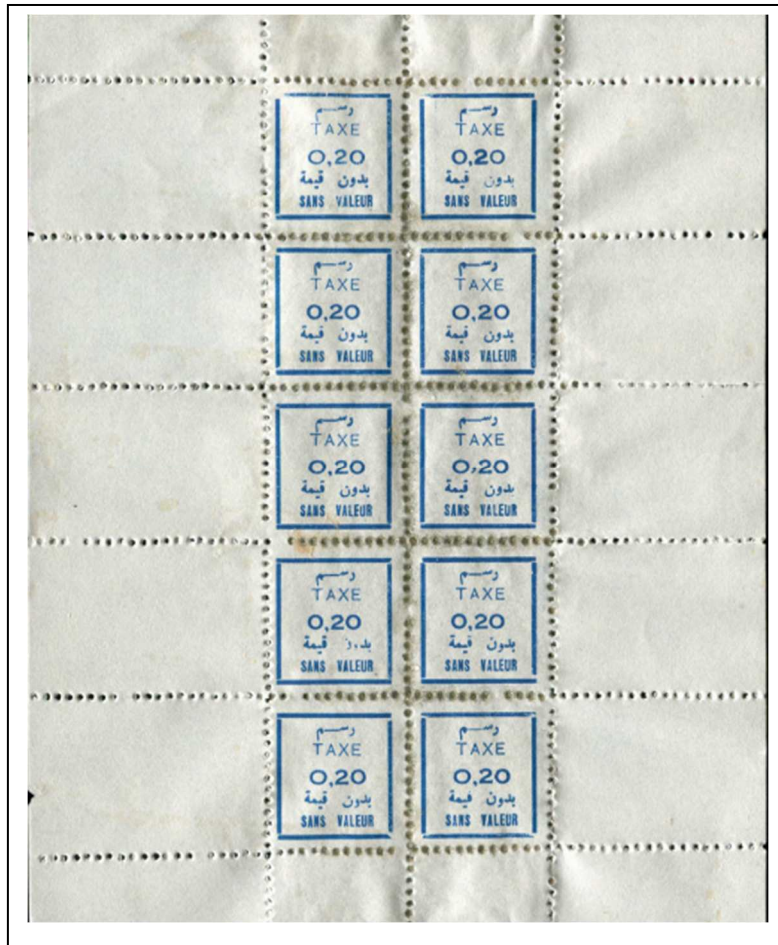 رسم
TAXE
0,20
بدون قيمة
SANS VALEUR
رسم
TAXE
0,20
بدون قيمة
SANS VALEUR
رسم
TAXE
0,20
بدون قيمة
SANS VALEUR
رسم
TAXE
0,20
بدون قيمة
SANS VALEUR
رسم
TAXE
0,20
بدون قيمة
SANS VALEUR
رسم
TAXE
0,20
بدون قيمة
SANS VALEUR
رسم
TAXE
0,20
بدون قيمة
SANS VALEUR
رسم
TAXE
0,20
بدون قيمة
SANS VALEUR
رسم
TAXE
0,20
بدون قيمة
SANS VALEUR
رسم
TAXE
0,20
بدون قيمة
SANS VALEUR